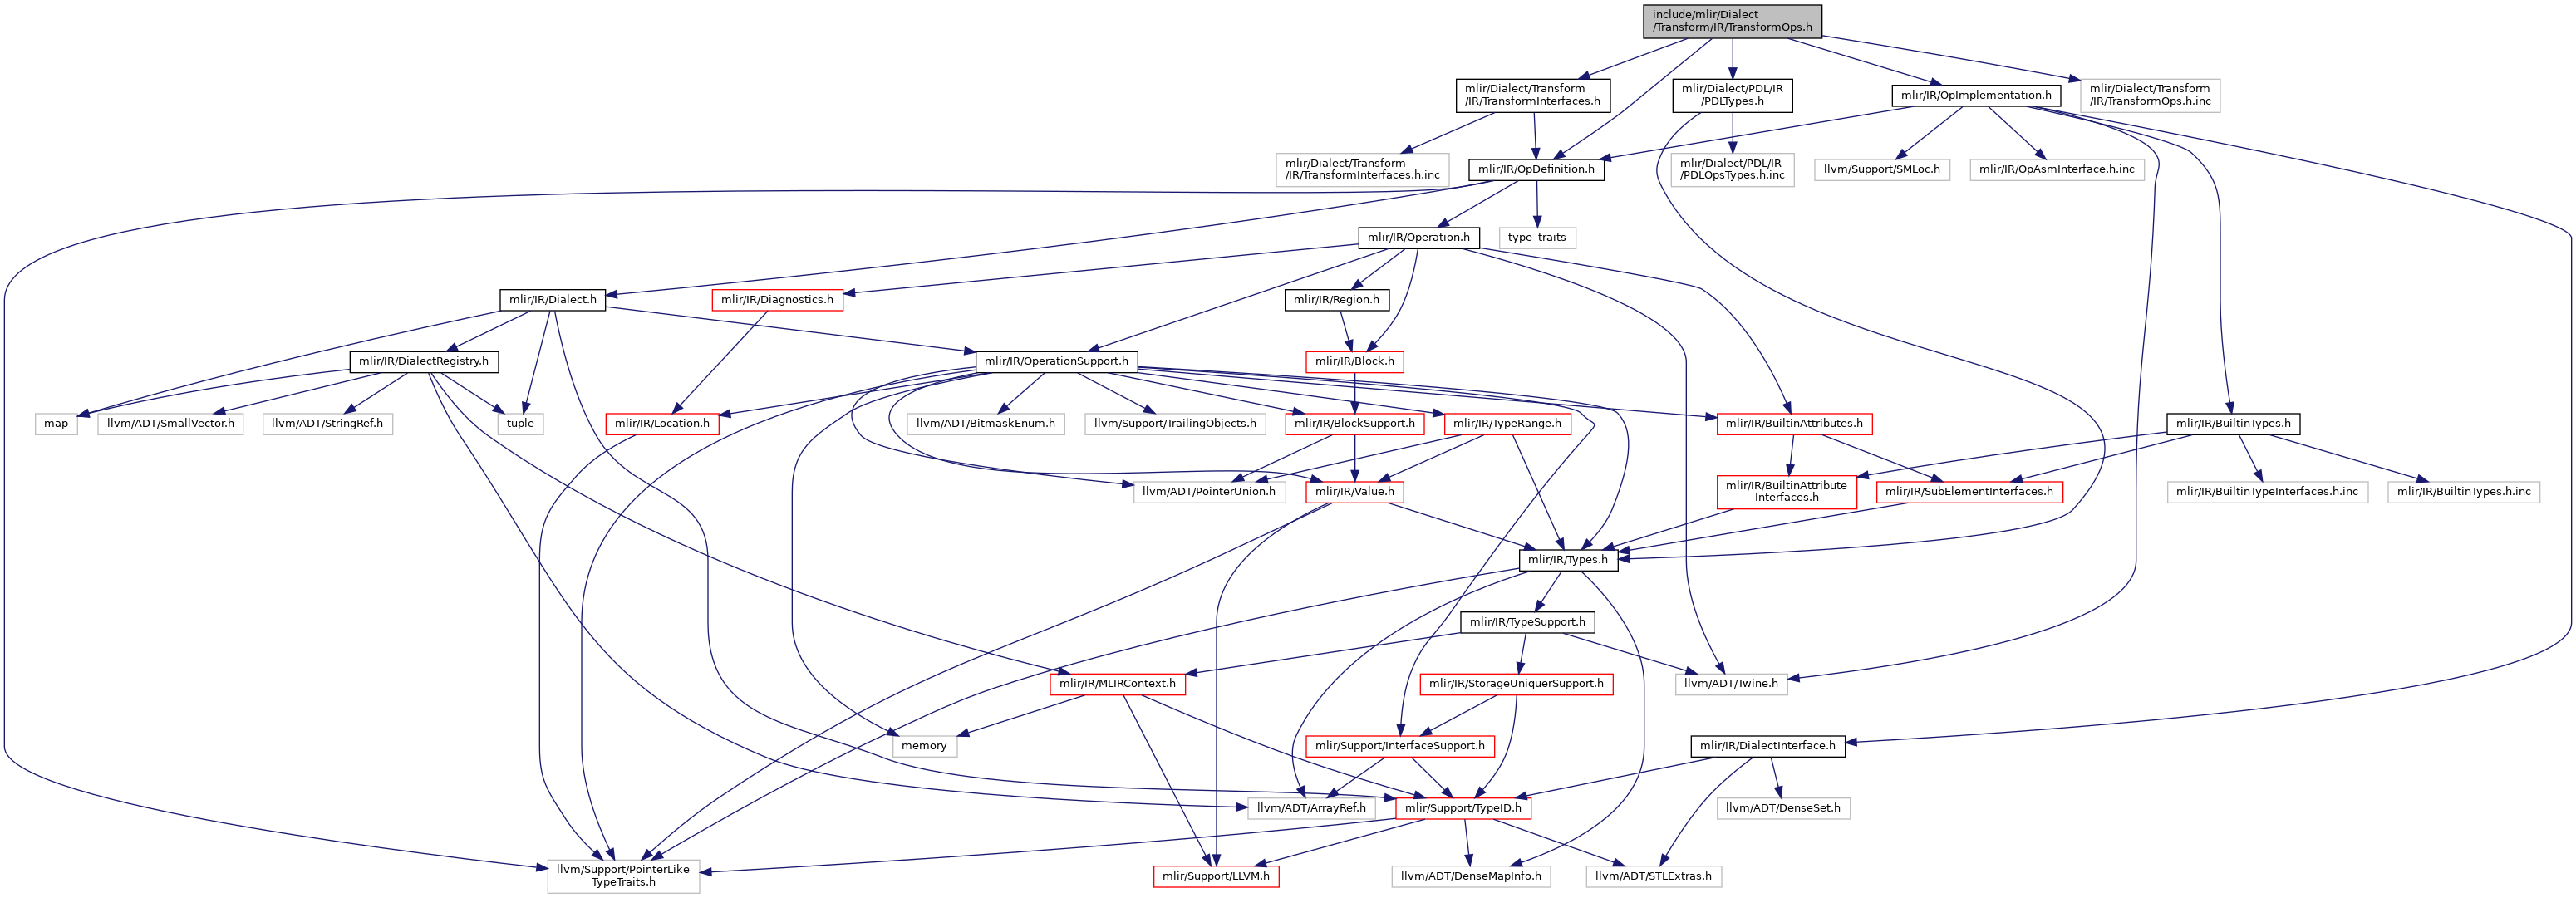 include/mlir/Dialect
/Transform/IR/TransformOps.h
mlir/Dialect/Transform
/IR/TransformInterfaces.h
mlir/Dialect/PDL/IR
/PDLTypes.h
mlir/IR/OpImplementation.h
mlir/Dialect/Transform
/IR/TransformOps.h.inc
mlir/Dialect/Transform
/IR/TransformInterfaces.h.inc
mlir/IR/OpDefinition.h
mlir/Dialect/PDL/IR
/PDLOpsTypes.h.inc
llvm/Support/SMLoc.h
mlir/IR/OpAsmInterface.h.inc
mlir/IR/Operation.h
type_traits
mlir/IR/Dialect.h
mlir/IR/Diagnostics.h
mlir/IR/Region.h
mlir/IR/DialectRegistry.h
mlir/IR/OperationSupport.h
mlir/IR/Block.h
map
llvm/ADT/SmallVector.h
llvm/ADT/StringRef.h
tuple
mlir/IR/Location.h
llvm/ADT/BitmaskEnum.h
llvm/Support/TrailingObjects.h
mlir/IR/BlockSupport.h
mlir/IR/TypeRange.h
mlir/IR/BuiltinAttributes.h
mlir/IR/BuiltinTypes.h
llvm/ADT/PointerUnion.h
mlir/IR/Value.h
mlir/IR/BuiltinAttribute
Interfaces.h
mlir/IR/SubElementInterfaces.h
mlir/IR/BuiltinTypeInterfaces.h.inc
mlir/IR/BuiltinTypes.h.inc
mlir/IR/Types.h
mlir/IR/TypeSupport.h
mlir/IR/MLIRContext.h
mlir/IR/StorageUniquerSupport.h
llvm/ADT/Twine.h
memory
mlir/Support/InterfaceSupport.h
mlir/IR/DialectInterface.h
llvm/ADT/ArrayRef.h
mlir/Support/TypeID.h
llvm/ADT/DenseSet.h
llvm/Support/PointerLike
TypeTraits.h
mlir/Support/LLVM.h
llvm/ADT/DenseMapInfo.h
llvm/ADT/STLExtras.h